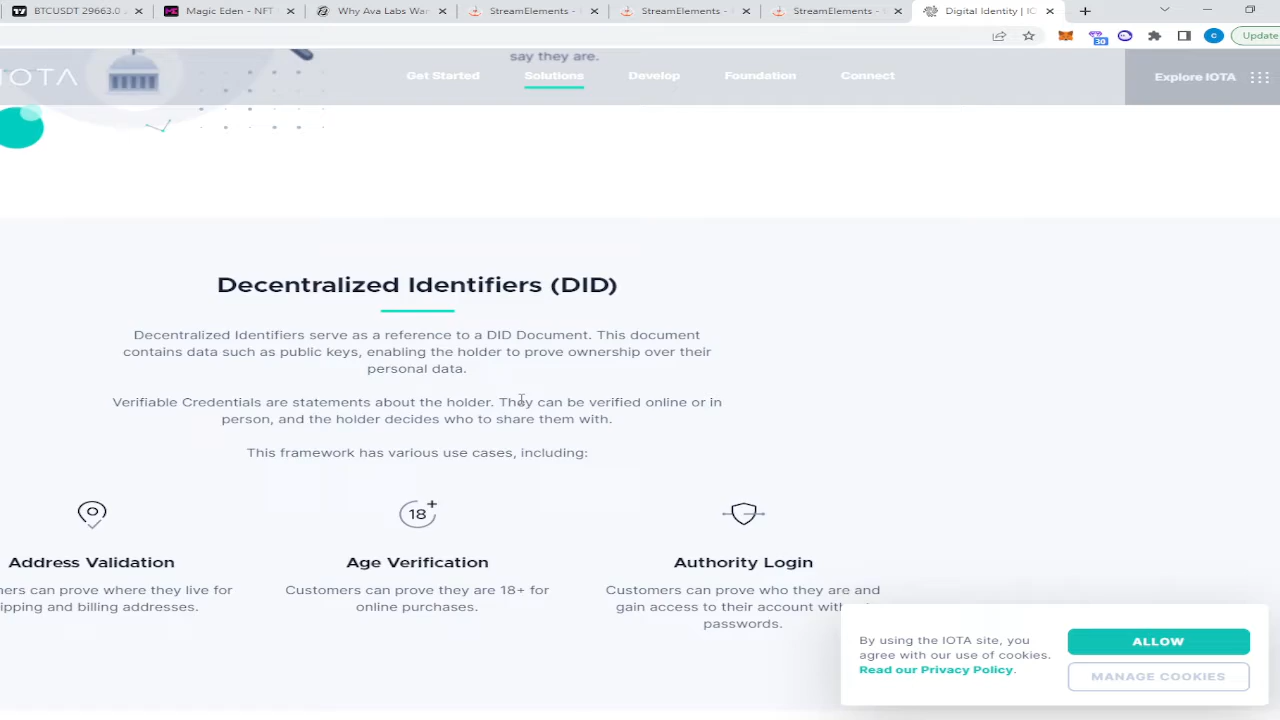 BTCUSDT 29663.0
Magic Eden - NFT
Why Ava Labs Wan
StreamElements -
StreamElements -
StreamElements -
Digital Identity | IO
30
C
Update
say they are.
IOTA
Get Started
Solutions
Develop
Foundation
Connect
Explore IOTA
Decentralized Identifiers (DID)
Decentralized Identifiers serve as a reference to a DID Document. This document
contains data such as public keys, enabling the holder to prove ownership over their
personal data.
Verifiable Credentials are statements about the holder. They can be verified online or in
person, and the holder decides who to share them with.
This framework has various use cases, including:
18+
Address Validation
ers can prove where they live for
ipping and billing addresses.
Age Verification
Customers can prove they are 18+ for
online purchases.
Authority Login
Customers can prove who they are and
gain access to their account with
passwords.
By using the IOTA site, you
agree with our use of cookies.
Read our Privacy Policy.
ALLOW
MANAGE COOKIES